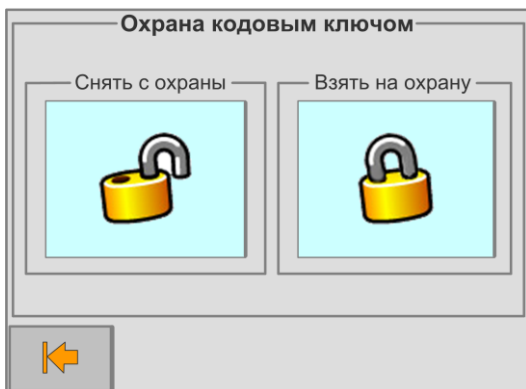 Охрана кодовым ключом
Снять с охраны
Взять на охрану